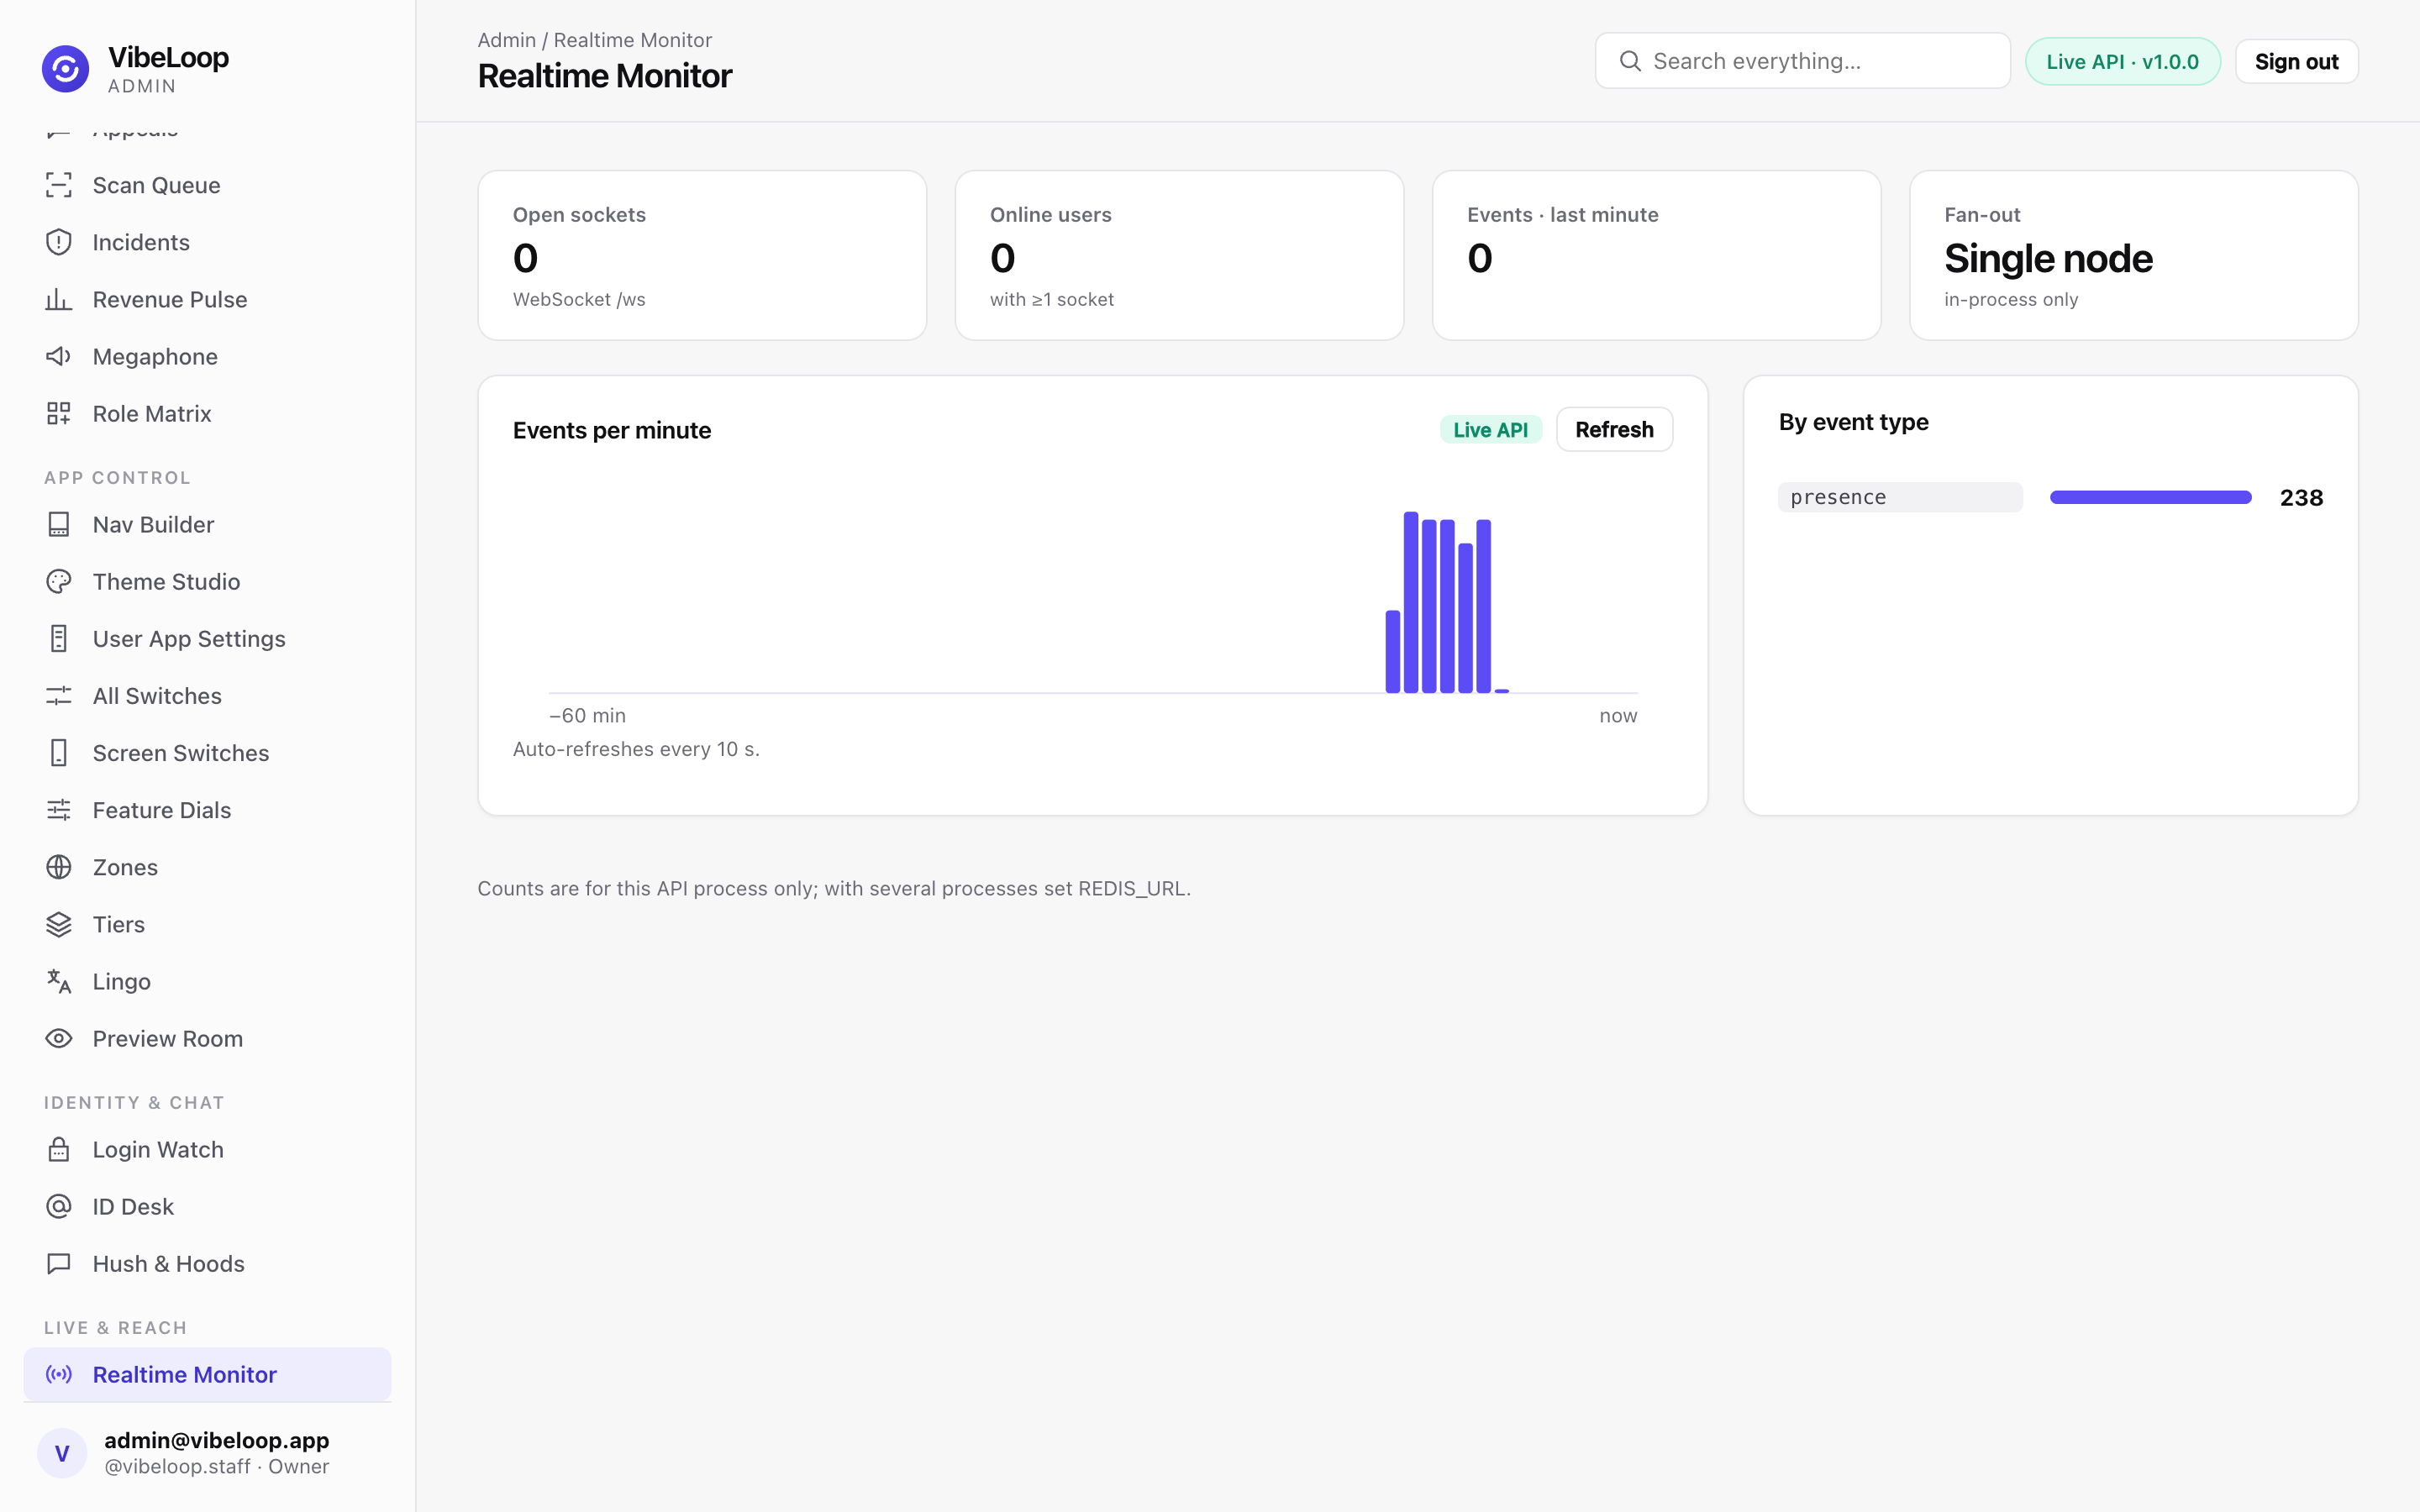 VibeLoop
ADMIN
Appeals
Scan Queue
Incidents
Revenue Pulse
Megaphone
Role Matrix
APP CONTROL
Nav Builder
Theme Studio
User App Settings
All Switches
Screen Switches
Feature Dials
Zones
Tiers
Lingo
Preview Room
IDENTITY & CHAT
Login Watch
ID Desk
Hush & Hoods
LIVE & REACH
Realtime Monitor
V
admin@vibeloop.app
@vibeloop.staff · Owner
Admin / Realtime Monitor
Realtime Monitor
Search everything...
Live API · v1.0.0
Sign out
Open sockets
0
WebSocket /ws
Online users
0
with ≥1 socket
Events · last minute
0
Fan-out
Single node
in-process only
Events per minute
Live API
Refresh
−60 min
now
Auto-refreshes every 10 s.
By event type
presence
238
Counts are for this API process only; with several processes set REDIS_URL.